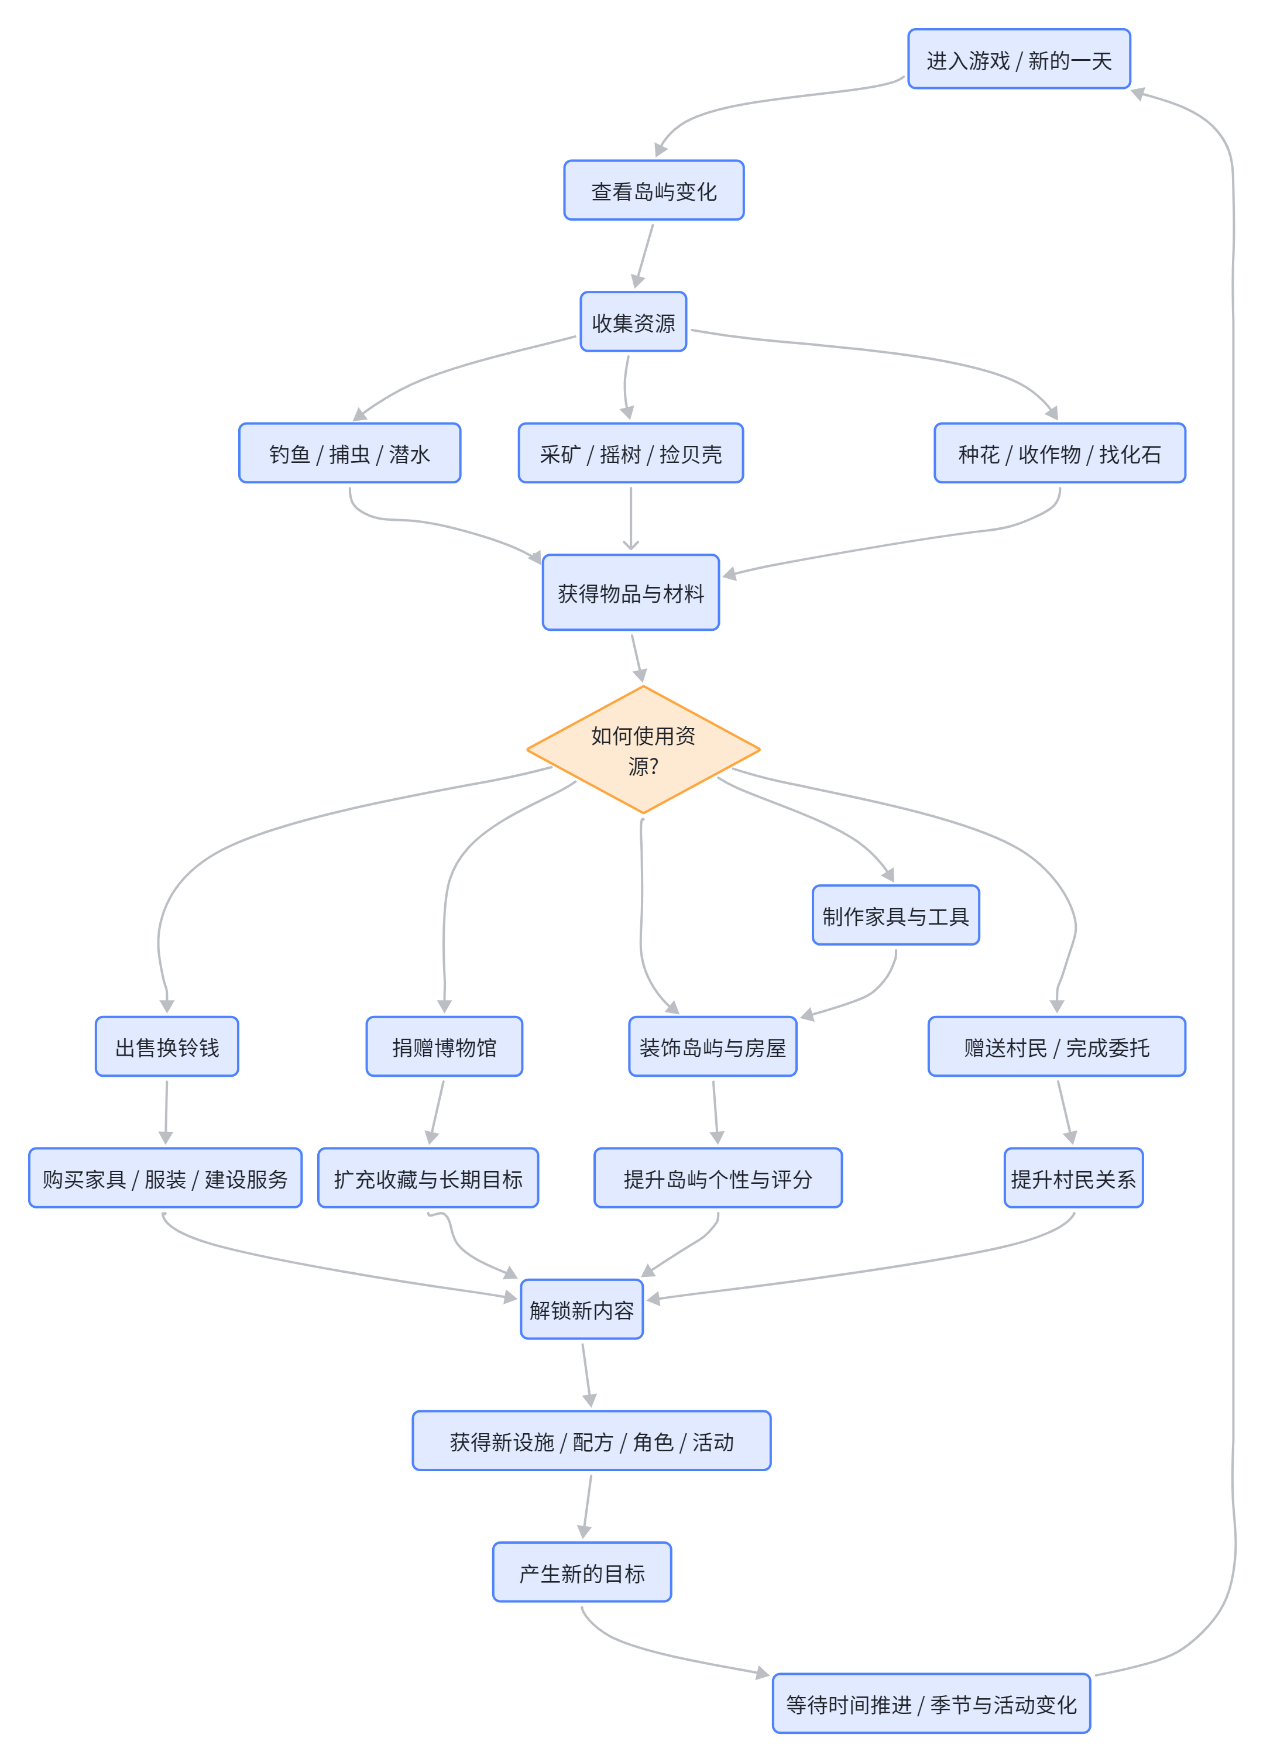 进入游戏 / 新的一天
查看岛屿变化
收集资源
钓鱼 / 捕虫 / 潜水
采矿 / 摇树 / 捡贝壳
种花 / 收作物 / 找化石
获得物品与材料
如何使用资
源?
制作家具与工具
出售换铃钱
捐赠博物馆
装饰岛屿与房屋
赠送村民 / 完成委托
购买家具 / 服装 / 建设服务
扩充收藏与长期目标
提升岛屿个性与评分
提升村民关系
解锁新内容
获得新设施 / 配方 / 角色 / 活动
产生新的目标
等待时间推进 / 季节与活动变化